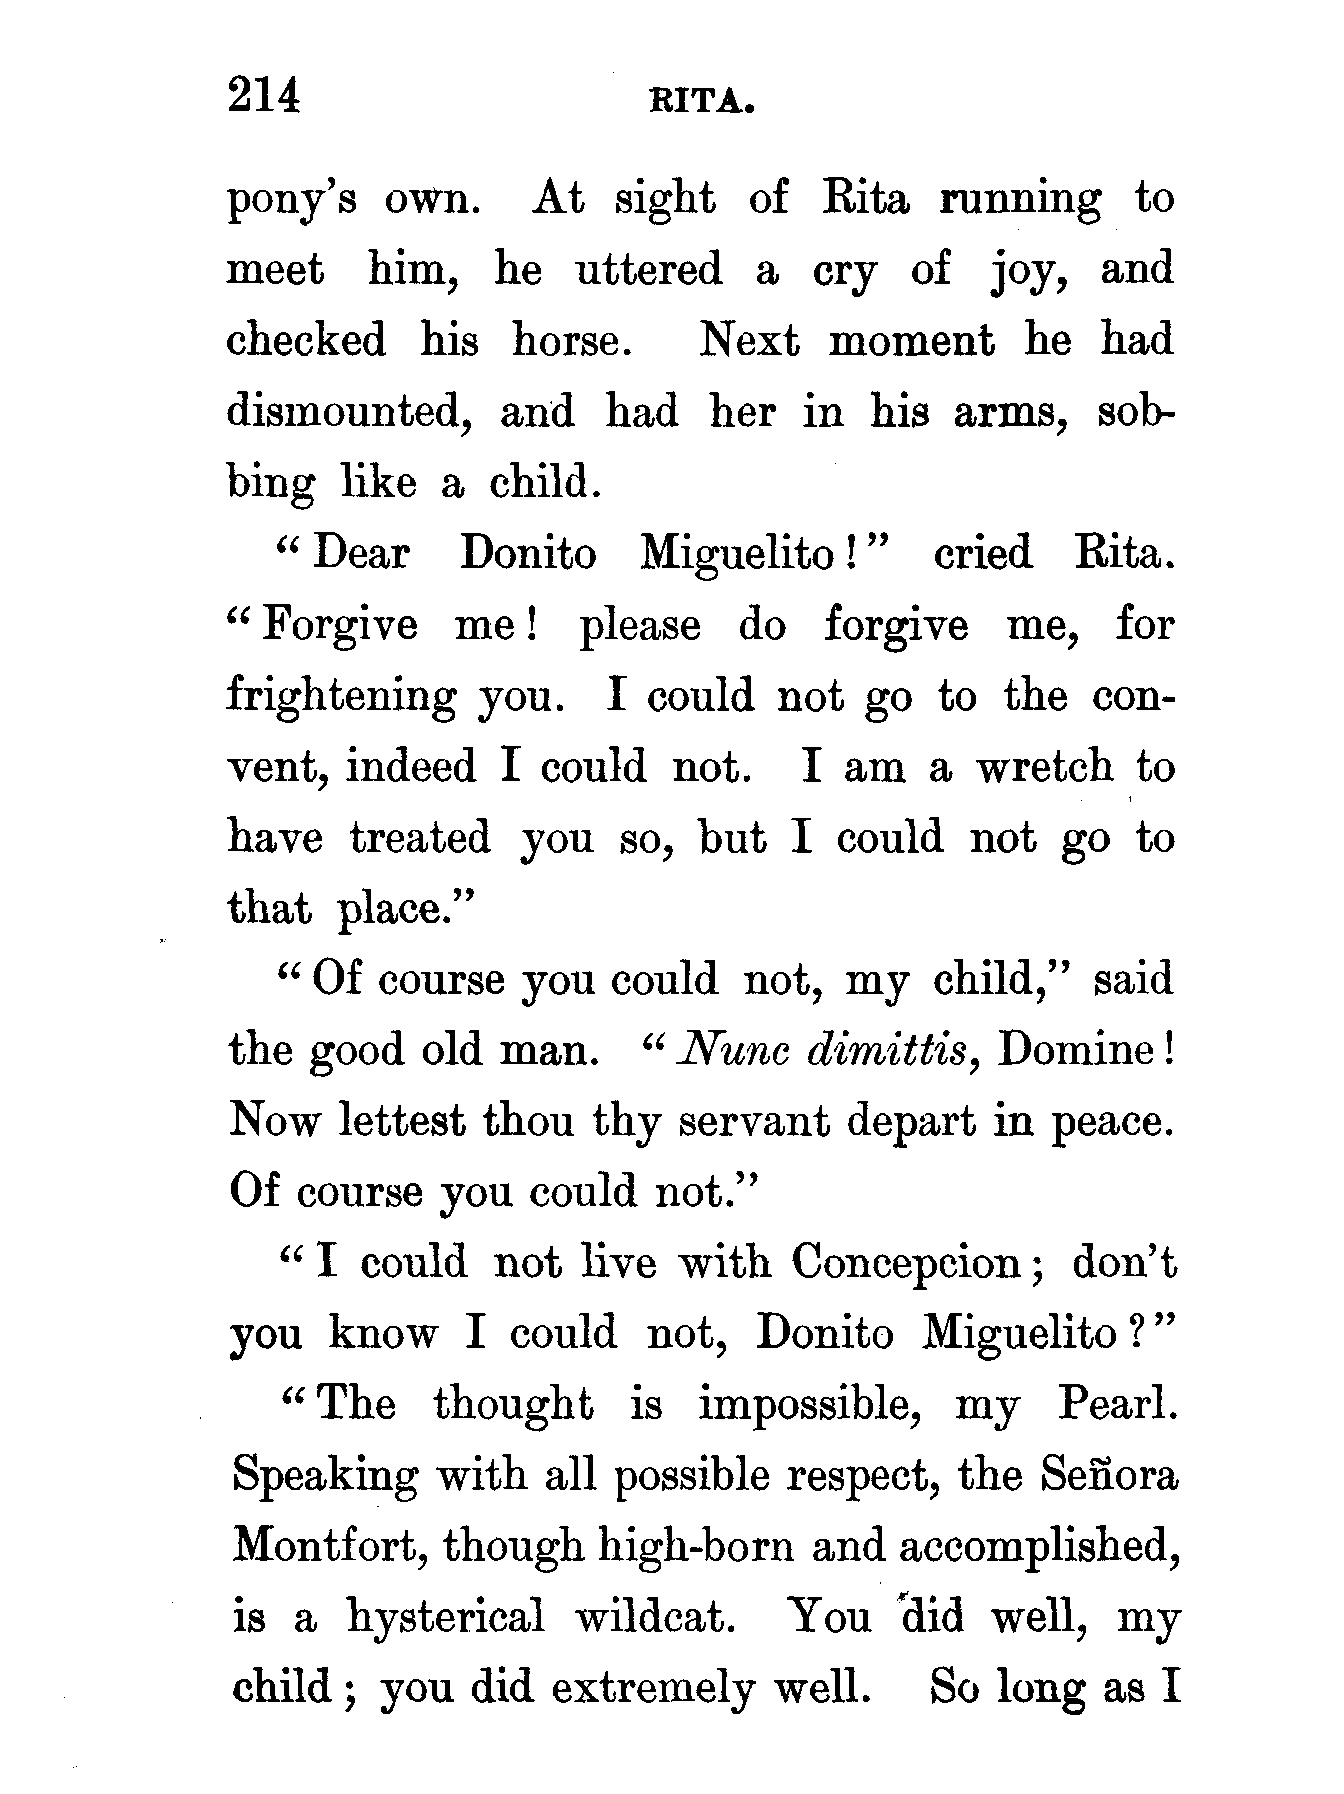 214 RITA.
pony's own. At sight of Rita running to
meet him, he uttered a cry of joy, and
checked his horse. Next moment he had
dismounted, and had her in his arms, sob-
bing like a child.
“Dear Donito Miguelito!” cried Rita.
“Forgive me! please do forgive me, for
frightening you. I could not go to the con-
vent, indeed I could not. I am a wretch to
have treated you so, but I could not go to
that place.”
“Of course you could not, my child,” said
the good old man. “Nunc dimittis, Domine!
Now lettest thou thy servant depart in peace.
Of course you could not.”
“I could not live with Concepcion; don't
you know I could not, Donito Miguelito?”
“The thought is impossible, my Pearl.
Speaking with all possible respect, the Señora
Montfort, though high-born and accomplished,
is a hysterical wildcat. You did well, my
child; you did extremely well. So long as I